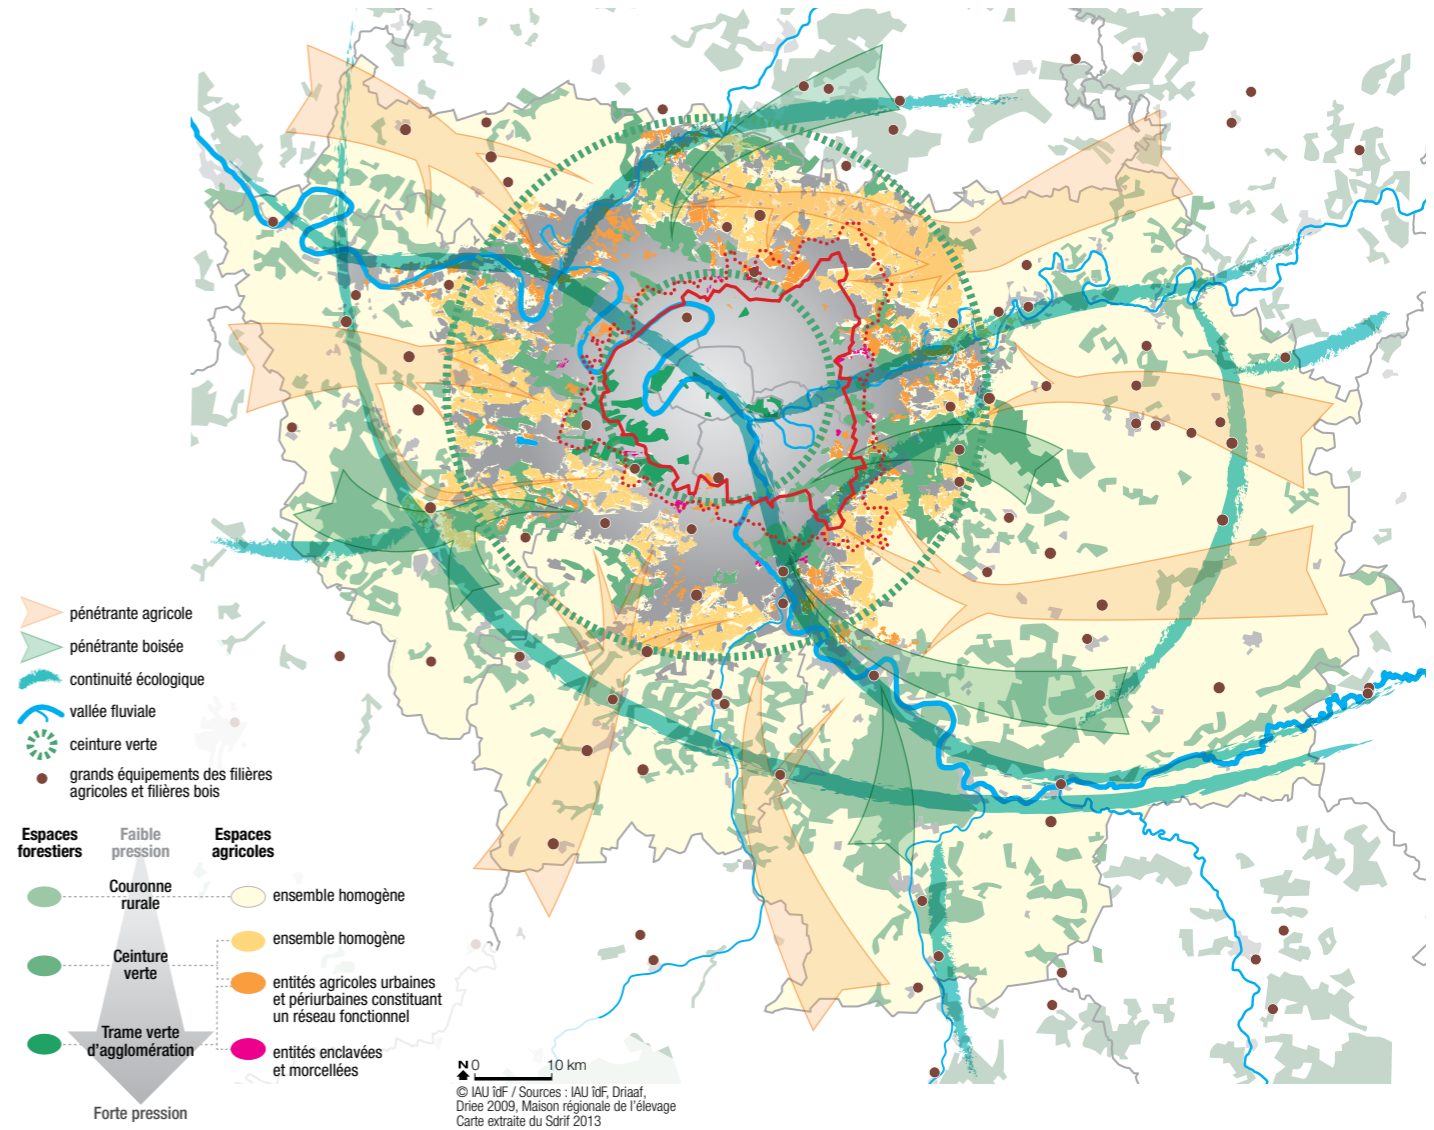 pénétrante agricole
pénétrante boisée
continuité écologique
vallée fluviale
ceinture verte
grands équipements des filières
agricoles et filières bois
Espaces
forestiers
Faible
pression
Espaces
agricoles
Couronne
rurale
ensemble homogène
ensemble homogène
Ceinture
verte
entités agricoles urbaines
et périurbaines constituant
un réseau fonctionnel
Trame verte
d'agglomération
entités enclavées
et morcellées
Forte pression
N 0 10 km
© IAU îdF / Sources : IAU îdF, Driaaf,
Driee 2009, Maison régionale de l'élevage
Carte extraite du Sdrif 2013